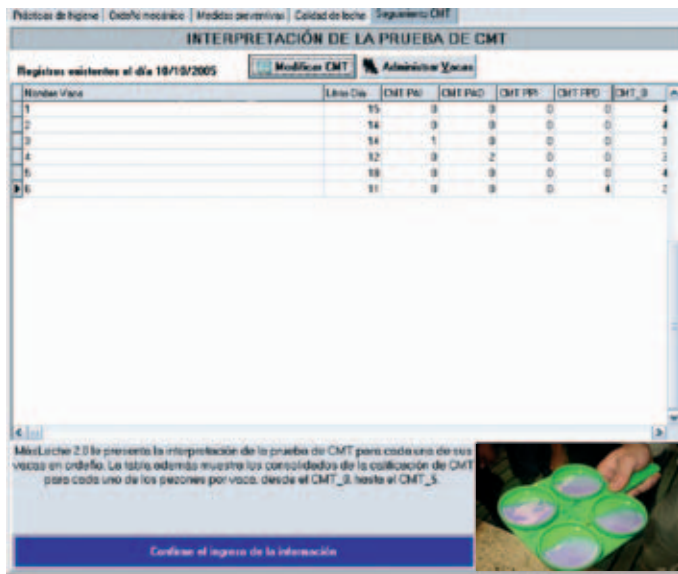 Prácticas de higiene Ordeño mecánico Medidas preventivas Calidad de leche Seguimiento CMT
INTERPRETACIÓN DE LA PRUEBA DE CMT
Registros existentes al día 10/10/2005 Modificar CMT Administrar Vacas
Nombre Vaca Litros Día CMT PAI CMT PAD CMT PPI CMT PPD CMT_0
1 15 0 0 0 0 4
2 14 0 0 0 0 4
3 14 1 0 0 0 3
4 12 0 2 0 0 3
5 18 0 0 0 0 4
6 11 0 0 0 4 3
MásLeche 2.0 le presenta la interpretación de la prueba de CMT para cada una de sus
vacas en ordeño. La tabla además muestra los consolidados de la calificación de CMT
para cada uno de los pezones por vaca, desde el CMT_0, hasta el CMT_5.
Confirme el ingreso de la información